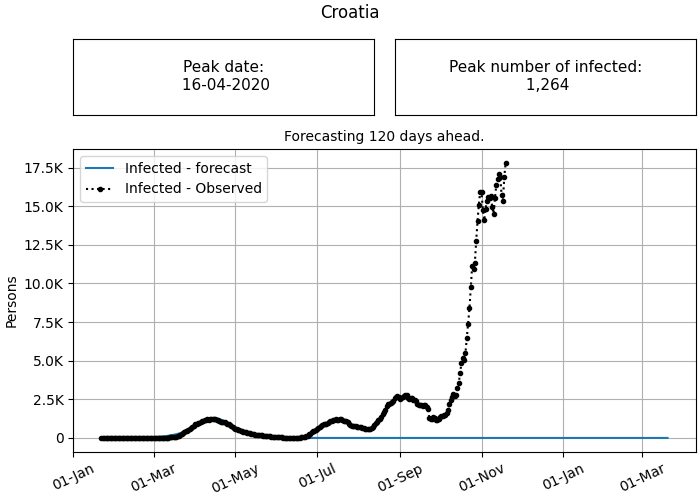 Croatia
Peak date:
16-04-2020
Peak number of infected:
1,264
Forecasting 120 days ahead.
Infected - forecast
Infected - Observed
Persons
17.5K
15.0K
12.5K
10.0K
7.5K
5.0K
2.5K
0
01-Jan
01-Mar
01-May
01-Jul
01-Sep
01-Nov
01-Jan
01-Mar